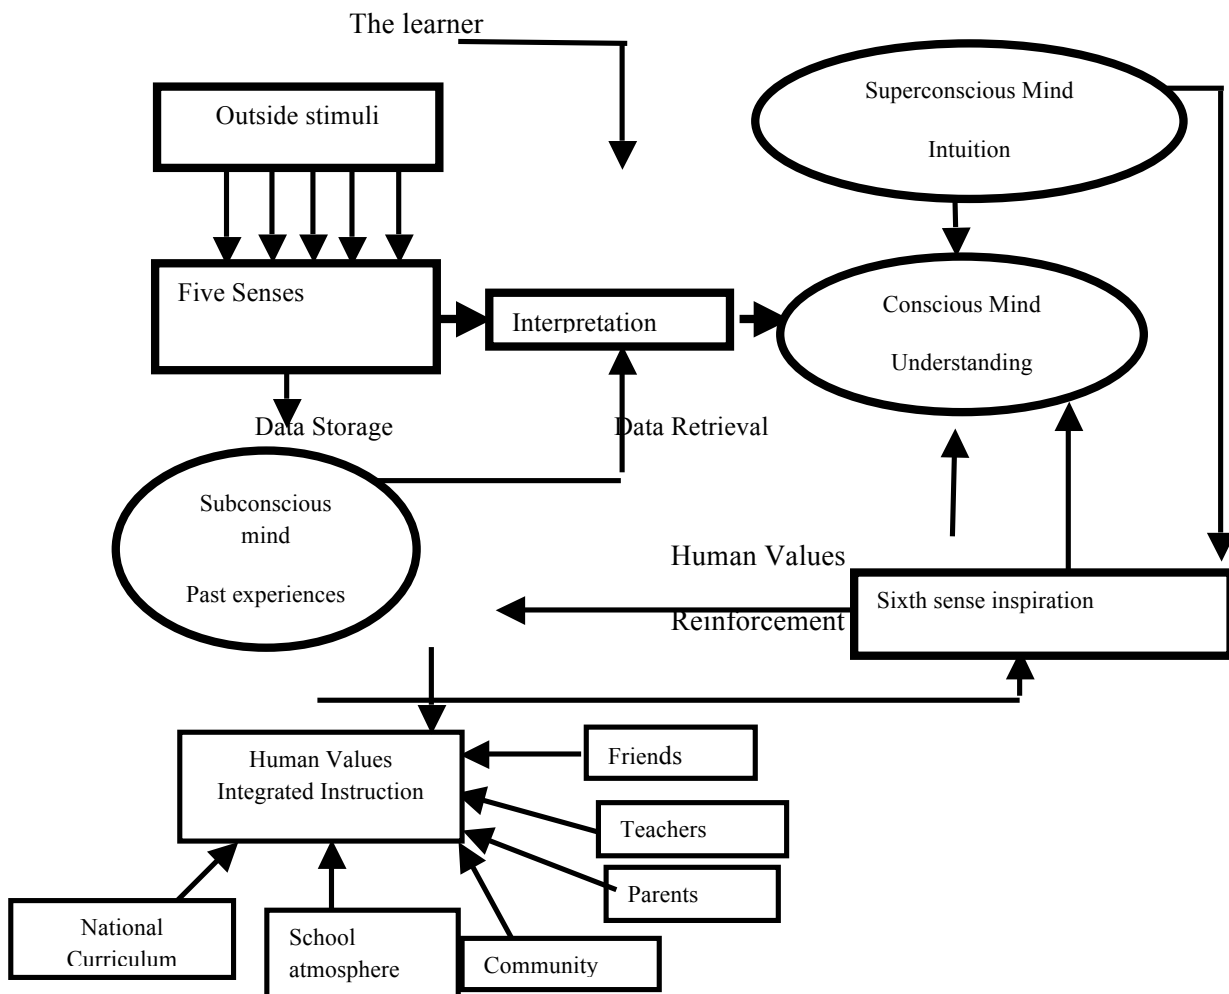 The learner
Outside stimuli
Superconscious Mind
Intuition
Five Senses
Interpretation
Conscious Mind
Understanding
Data Storage
Data Retrieval
Subconscious
mind
Past experiences
Human Values
Reinforcement
Sixth sense inspiration
Human Values
Integrated Instruction
Friends
Teachers
Parents
National
Curriculum
School
atmosphere
Community